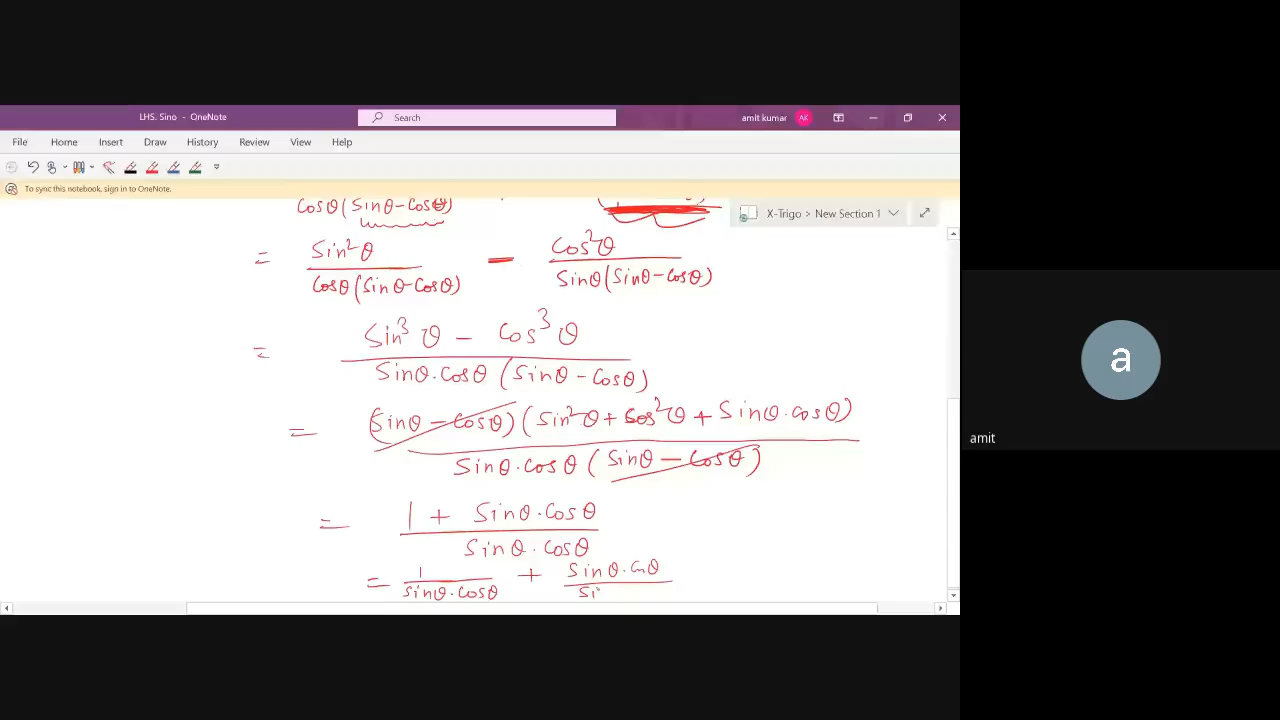 LHS. Sino - OneNote
Search
amit kumar AK
File Home Insert Draw History Review View Help
To sync this notebook, sign in to OneNote.
X-Trigo > New Section 1
cosθ(sinθ-cosθ)
= sin²θ/cosθ(sinθ-cosθ) - cos²θ/sinθ(sinθ-cosθ)
= sin³θ - cos³θ/sinθ.cosθ (sinθ-cosθ)
= (sinθ-cosθ)(sin²θ+cos²θ+sinθ.cosθ)/sinθ.cosθ (sinθ-cosθ)
= 1 + sinθ.cosθ/sinθ.cosθ
= 1/sinθ.cosθ + sinθ.cosθ/si
a
amit